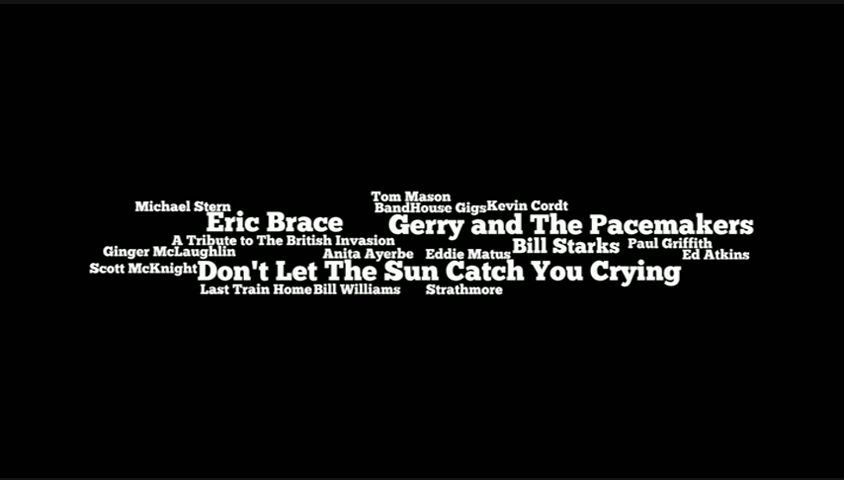 Tom Mason
Michael Stern
BandHouse Gigs
Kevin Cordt
Eric Brace
Gerry and The Pacemakers
A Tribute to The British Invasion
Bill Starks
Paul Griffith
Ginger McLaughlin
Anita Ayerbe
Eddie Matus
Ed Atkins
Scott McKnight
Don't Let The Sun Catch You Crying
Last Train Home
Bill Williams
Strathmore